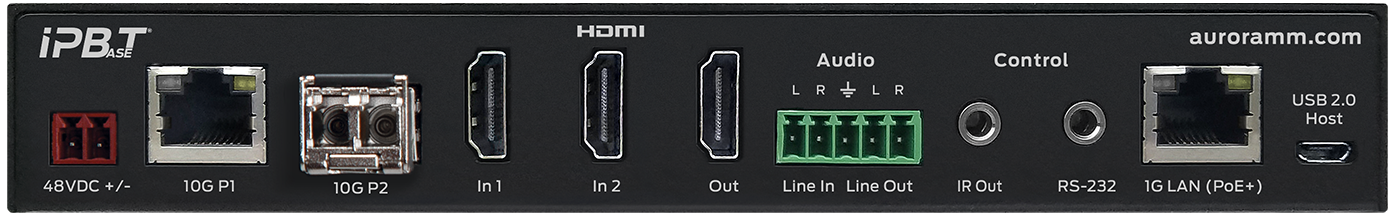 iPBT BASE
HDMI
auroramm.com
Audio
Control
L R L R
USB 2.0
Host
48VDC +/-
10G P1
10G P2
In 1
In 2
Out
Line In Line Out
IR Out
RS-232
1G LAN (PoE+)